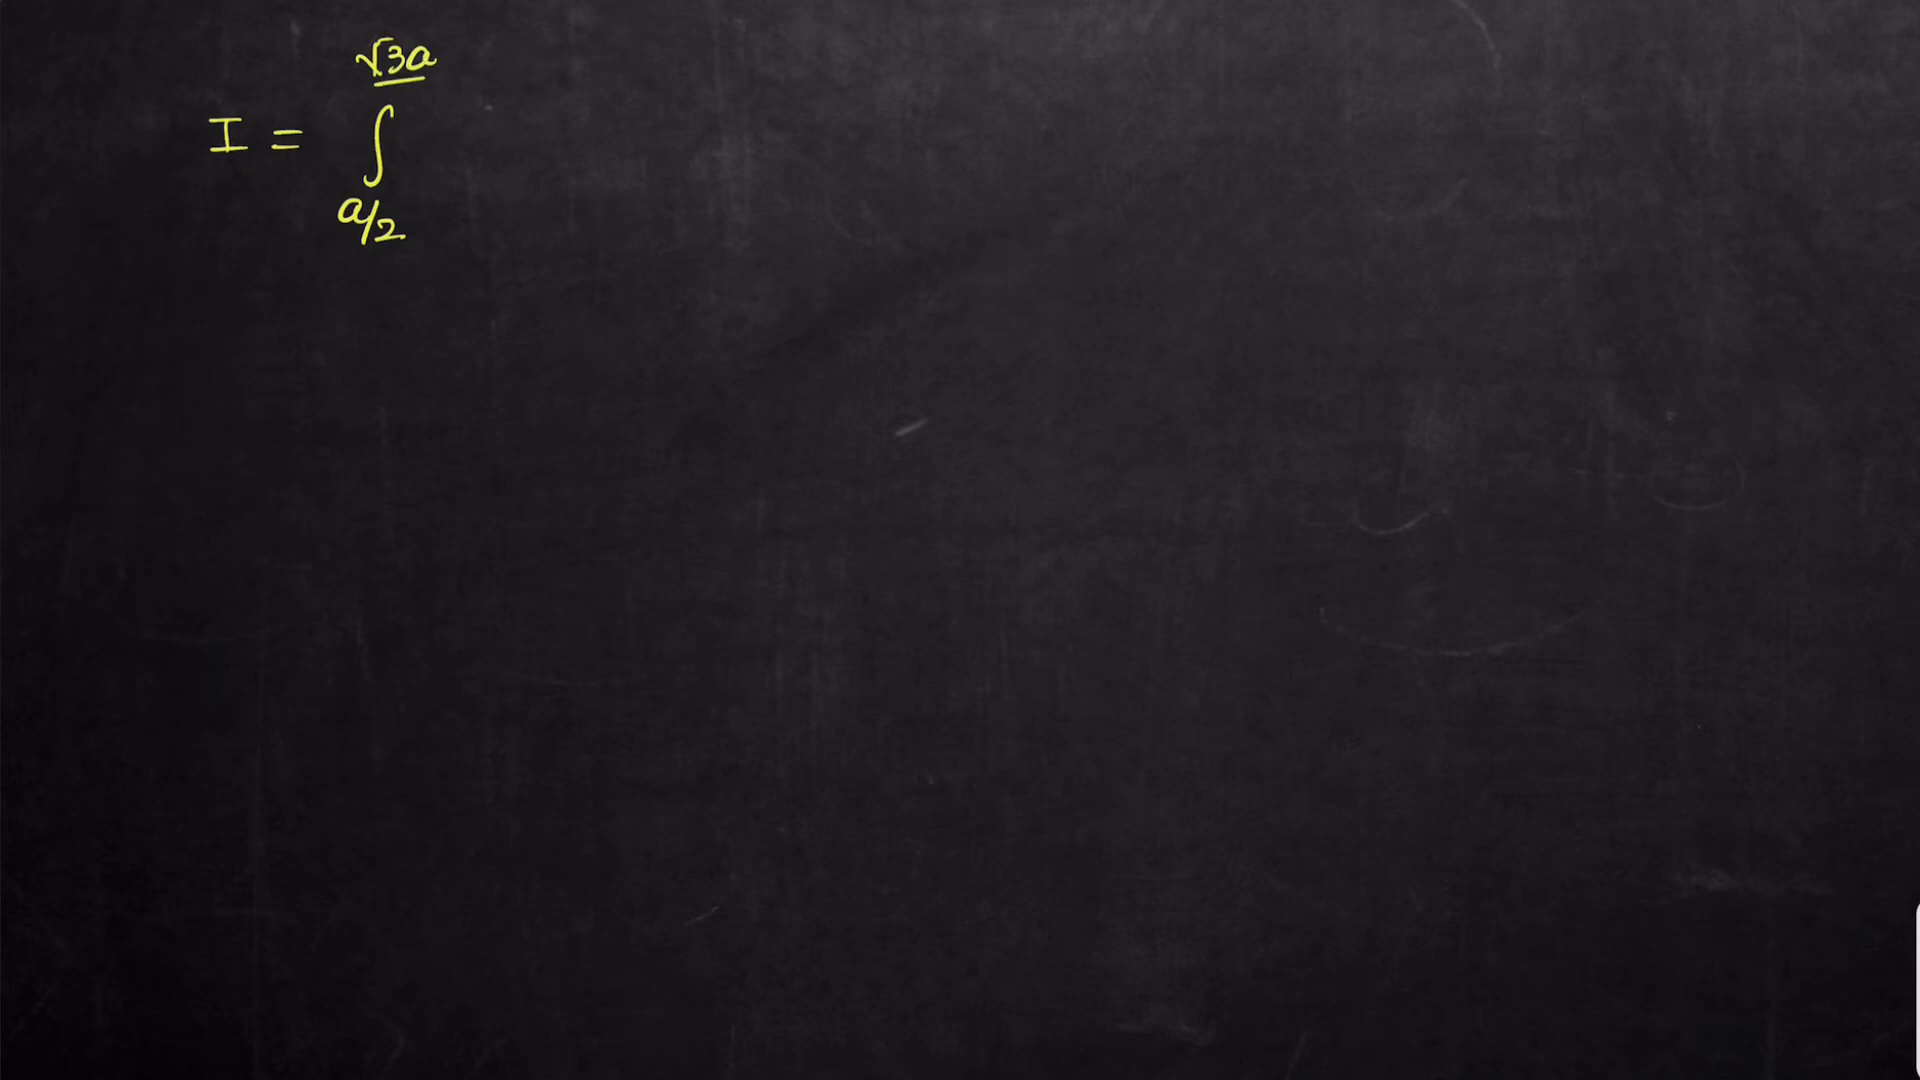 √3a
I = ∫
a/2